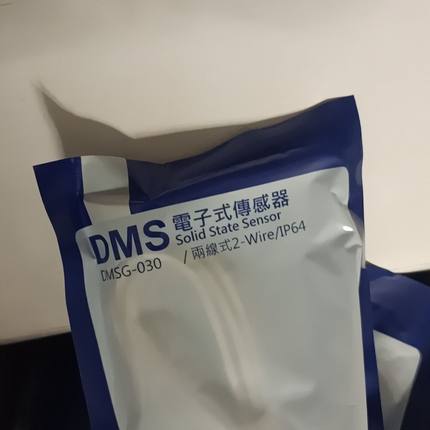 DMS 電子式傳感器
Solid State Sensor
DMSG-030 / 兩線式2-Wire/IP64